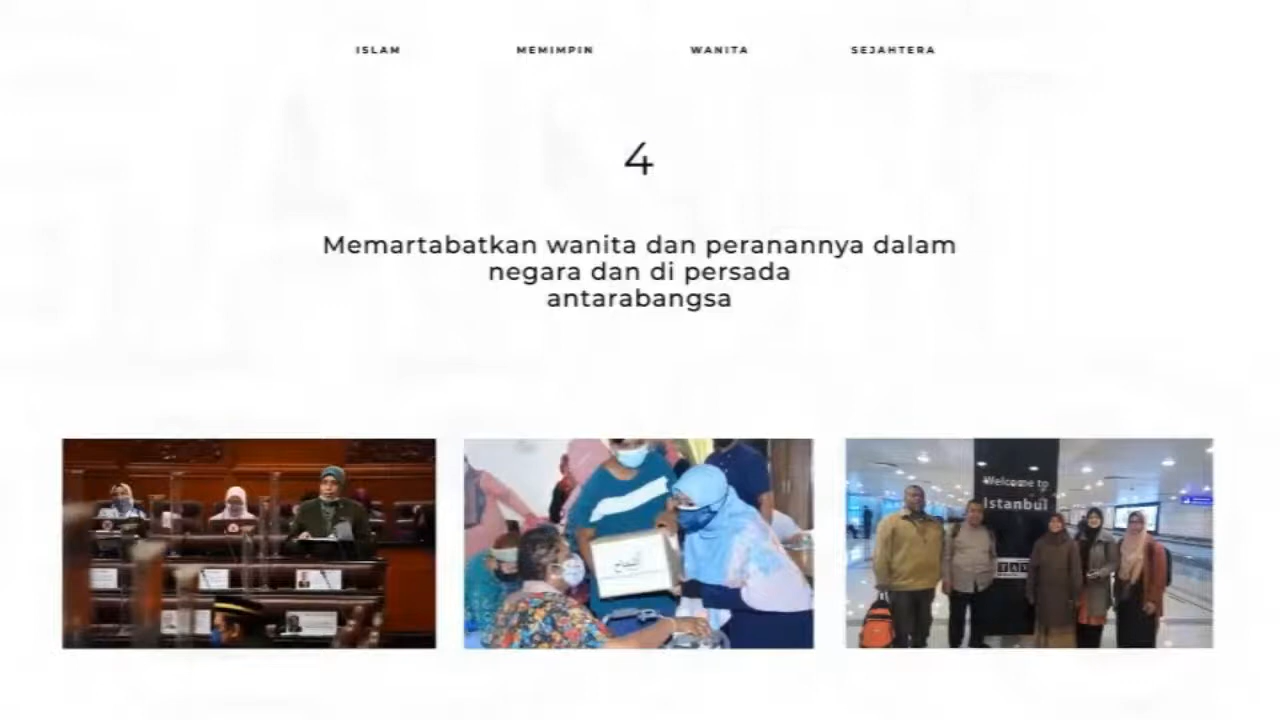 ISLAM MEMIMPIN WANITA SEJAHTERA
4
Memartabatkan wanita dan peranannya dalam
negara dan di persada
antarabangsa
Welcome to
Istanbul